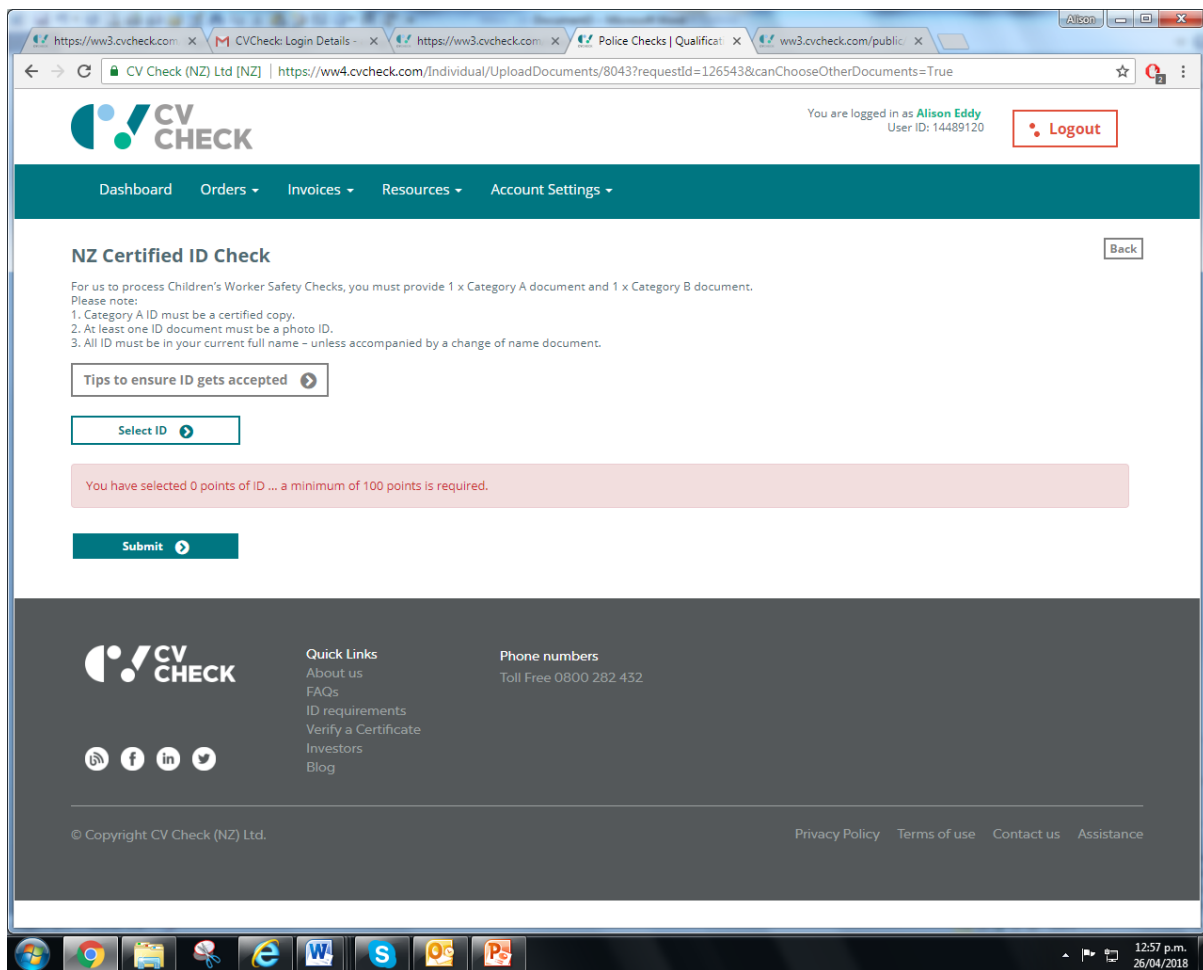 Alison
https://ww3.cvcheck.com
CVCheck: Login Details -
https://ww3.cvcheck.com
Police Checks | Qualificati
ww3.cvcheck.com/public
CV Check (NZ) Ltd [NZ] | https://ww4.cvcheck.com/Individual/UploadDocuments/8043?requestId=126543&canChooseOtherDocuments=True
2
CV
CHECK
You are logged in as Alison Eddy
User ID: 14489120
Logout
Dashboard Orders Invoices Resources Account Settings
NZ Certified ID Check
Back
For us to process Children's Worker Safety Checks, you must provide 1 x Category A document and 1 x Category B document.
Please note:
1. Category A ID must be a certified copy.
2. At least one ID document must be a photo ID.
3. All ID must be in your current full name – unless accompanied by a change of name document.
Tips to ensure ID gets accepted
Select ID
You have selected 0 points of ID ... a minimum of 100 points is required.
Submit
CV
CHECK
Quick Links
About us
FAQs
ID requirements
Verify a Certificate
Investors
Blog
Phone numbers
Toll Free 0800 282 432
© Copyright CV Check (NZ) Ltd.
Privacy Policy Terms of use Contact us Assistance
12:57 p.m.
26/04/2018